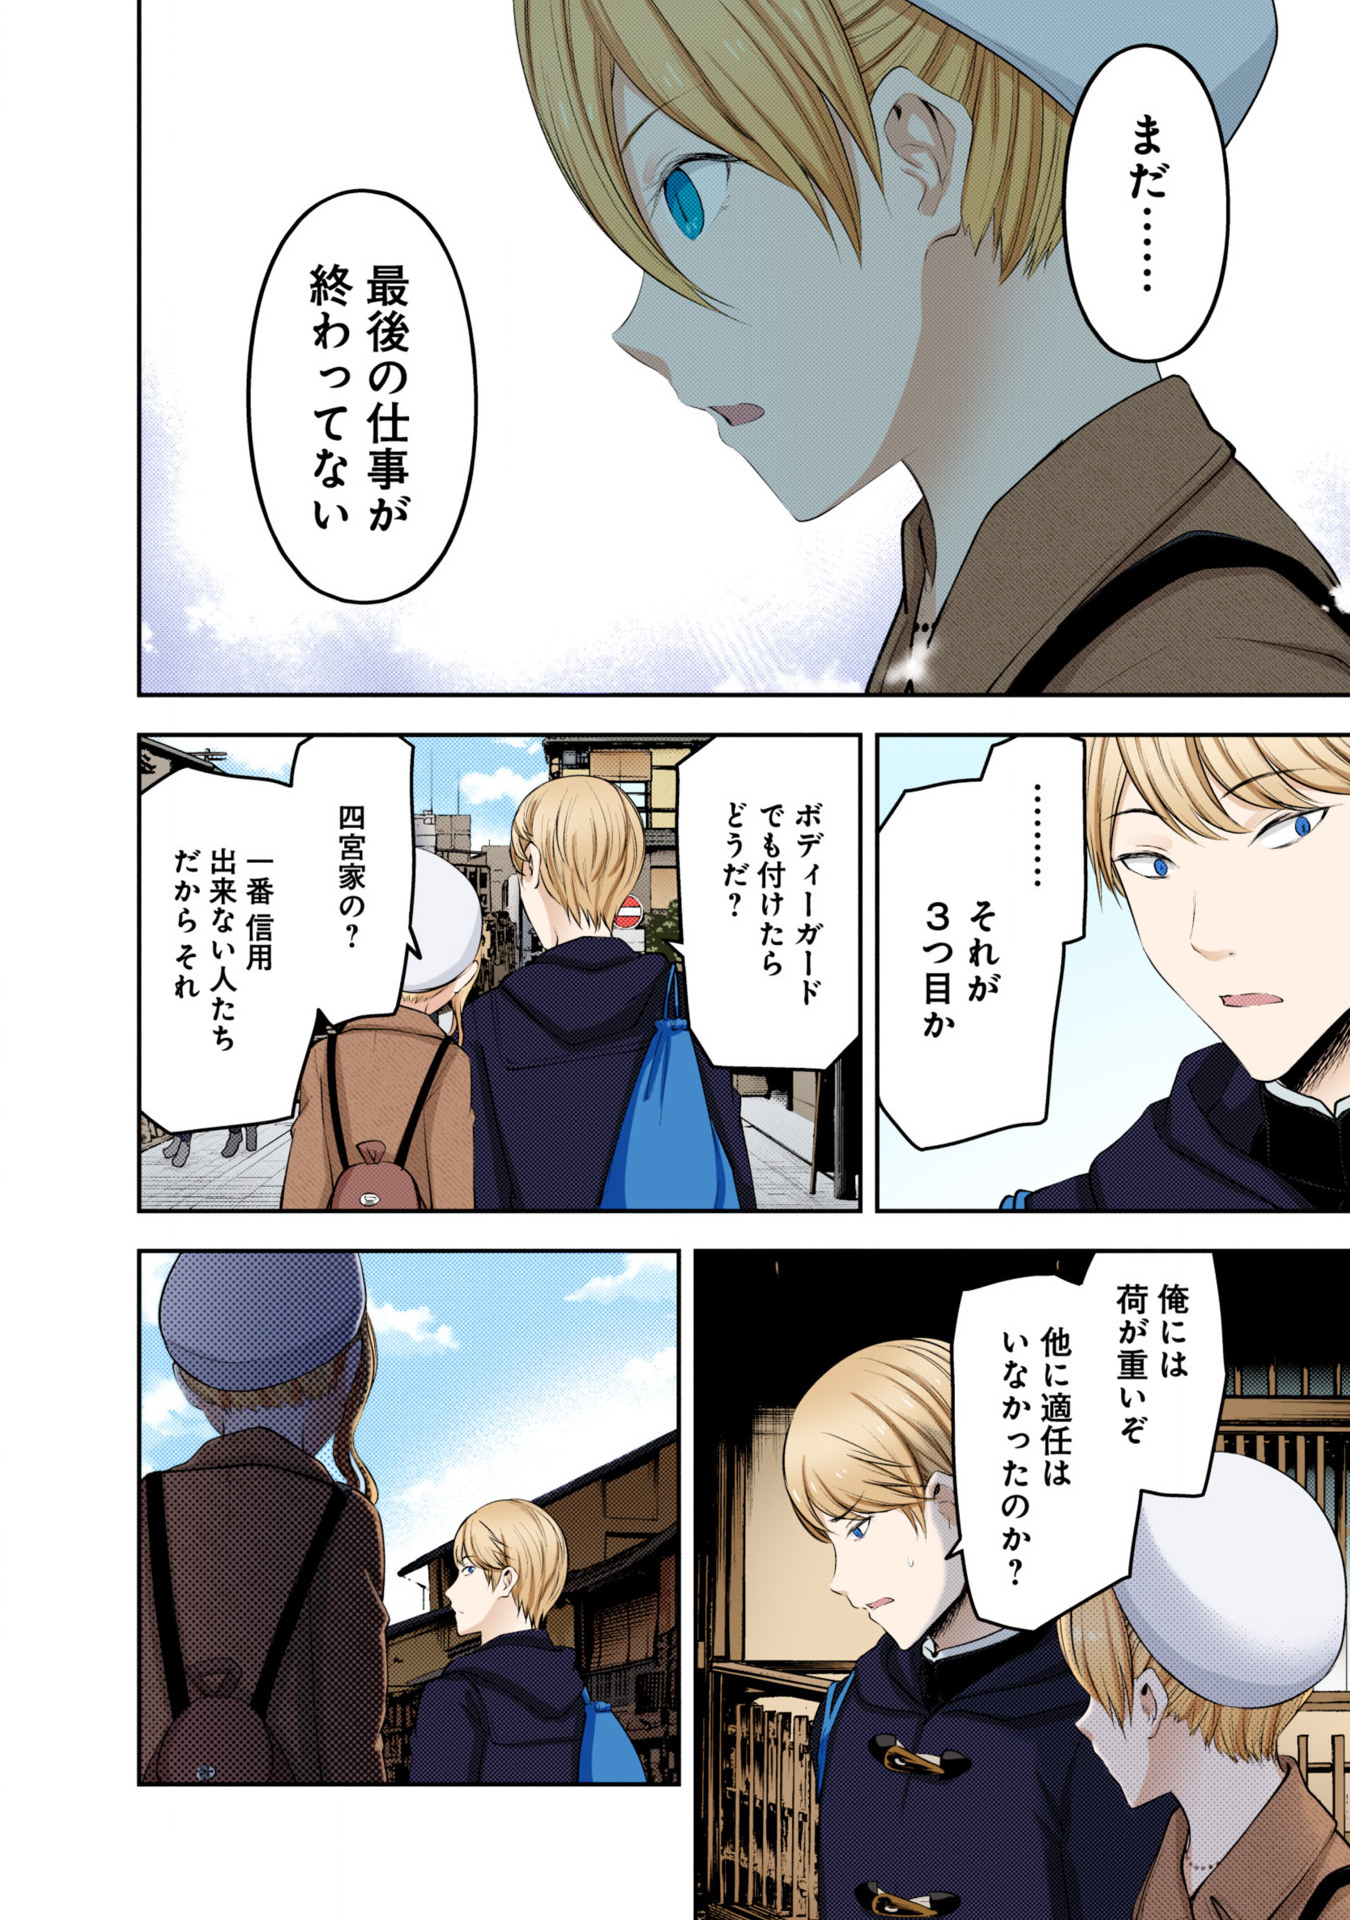 まだ……
最後の仕事が
終わってない
………
それが
3つ目か
ボディーガード
でも付けたら
どうだ？
四宮家の？
一番信用
出来ない人たち
だからそれ
俺には
荷が重いぞ
他に適任は
いなかったのか？